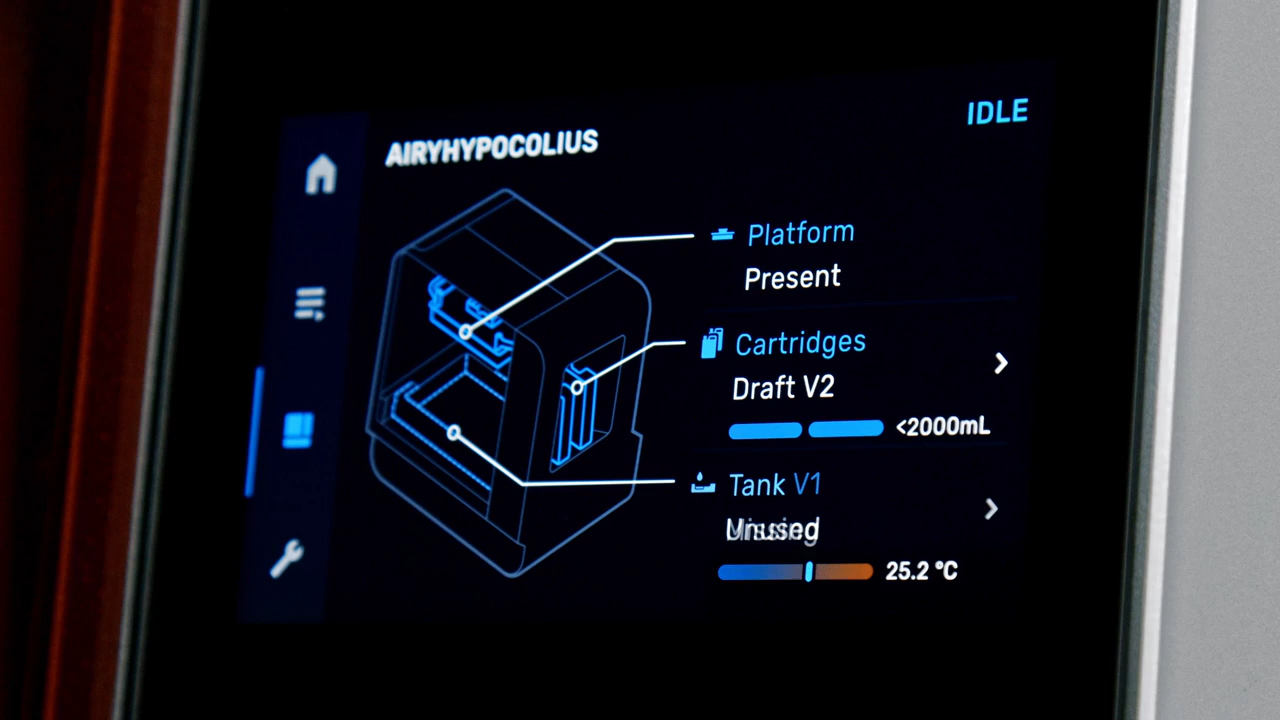 AIRYHYPOCOLIUS
IDLE
Platform
Present
Cartridges
Draft V2
<2000mL
Tank V1
Unused
25.2 °C